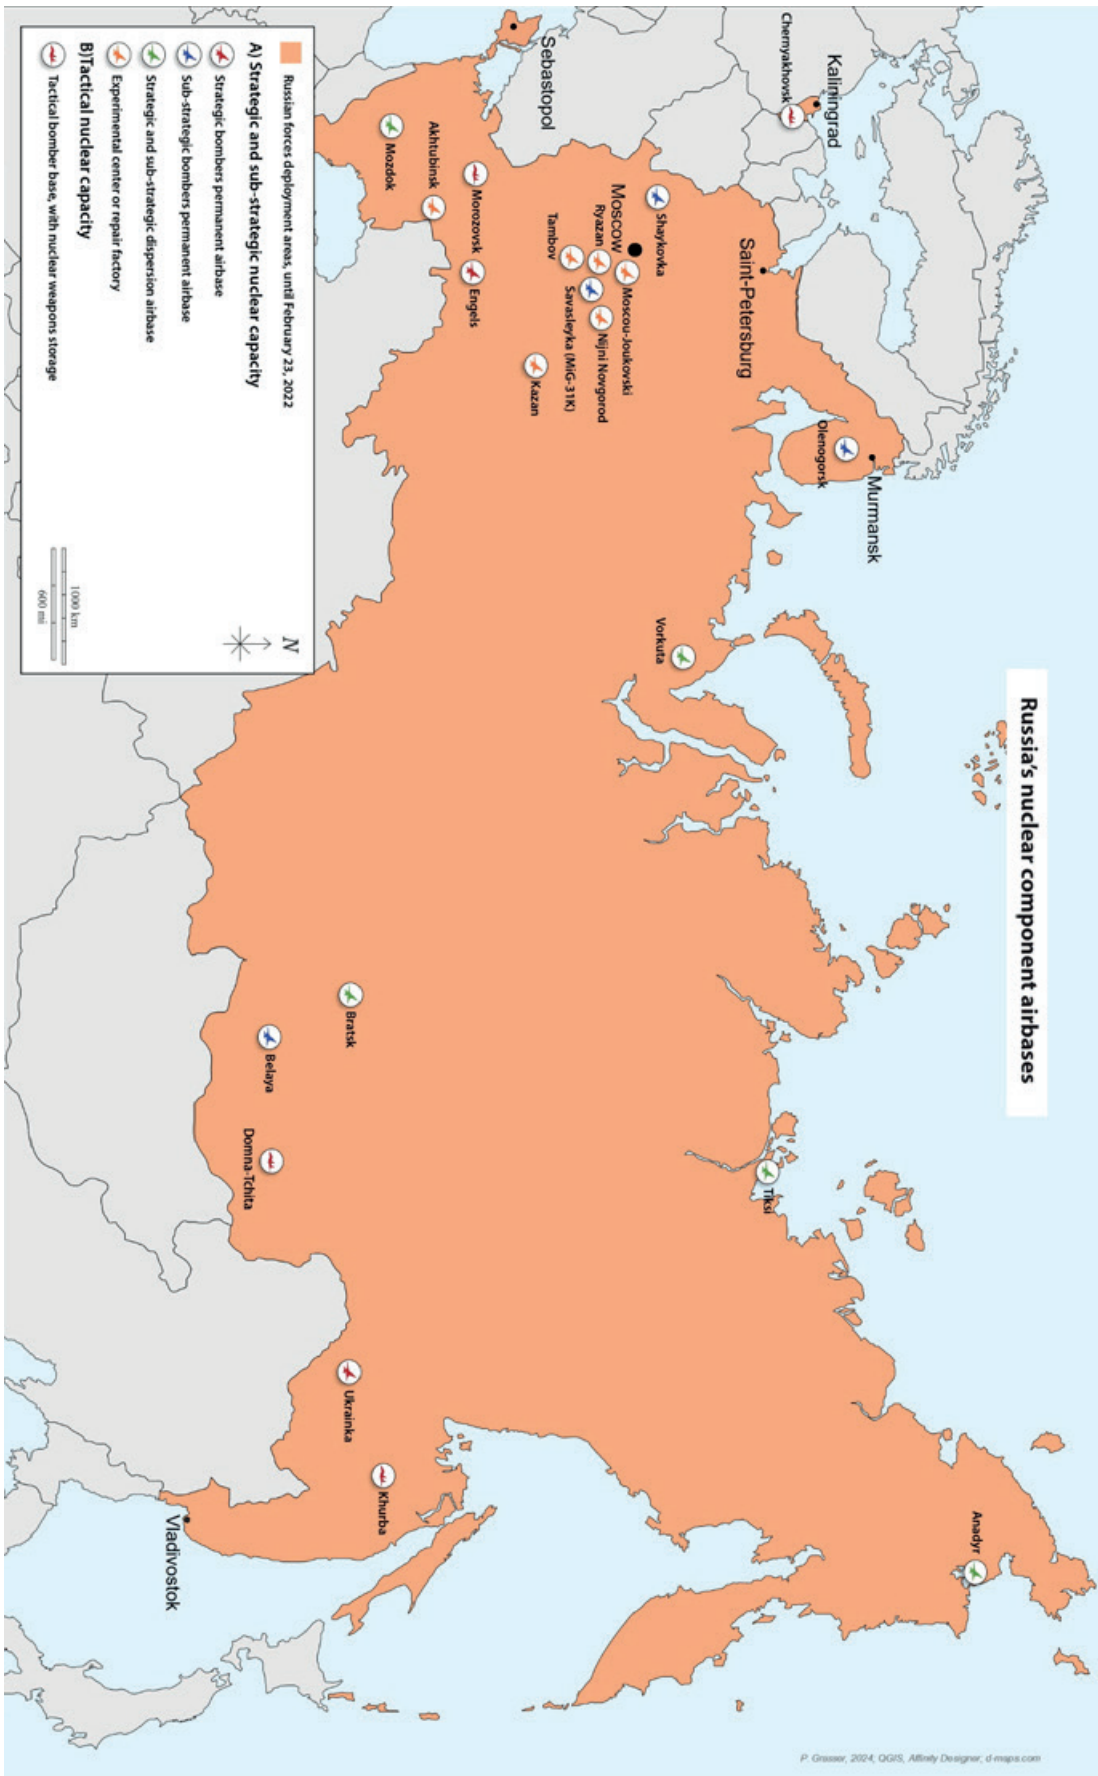 Russia's nuclear component airbases
Murmansk
Olenogorsk
Kaliningrad
Chernyakhovsk
Saint-Petersburg
Anadyr
Tiksi
Vorkuta
Shaykovka
Moscow
Moscou-Joukovski
Ryazan
Nijni Novgorod
Savasleyka (MiG-31K)
Tambov
Kazan
Sebastopol
Morozovsk
Engels
Akhtubinsk
Mozdok
Bratsk
Belaya
Domna-Tchita
Ukrainka
Khurba
Vladivostok
Russian forces deployment areas, until February 23, 2022
A) Strategic and sub-strategic nuclear capacity
Strategic bombers permanent airbase
Sub-strategic bombers permanent airbase
Strategic and sub-strategic dispersion airbase
Experimental center or repair factory
B)Tactical nuclear capacity
Tactical bomber base, with nuclear weapons storage
N
1000 km
600 mi
P. Grasser, 2024, QGIS, Affinity Designer, d-maps.com